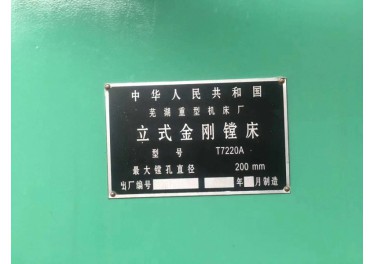 中华人民共和国
芜湖重型机床厂
立式金刚镗床
型号 T7220A
最大镗孔直径 200 mm
出厂编号 年 月制造